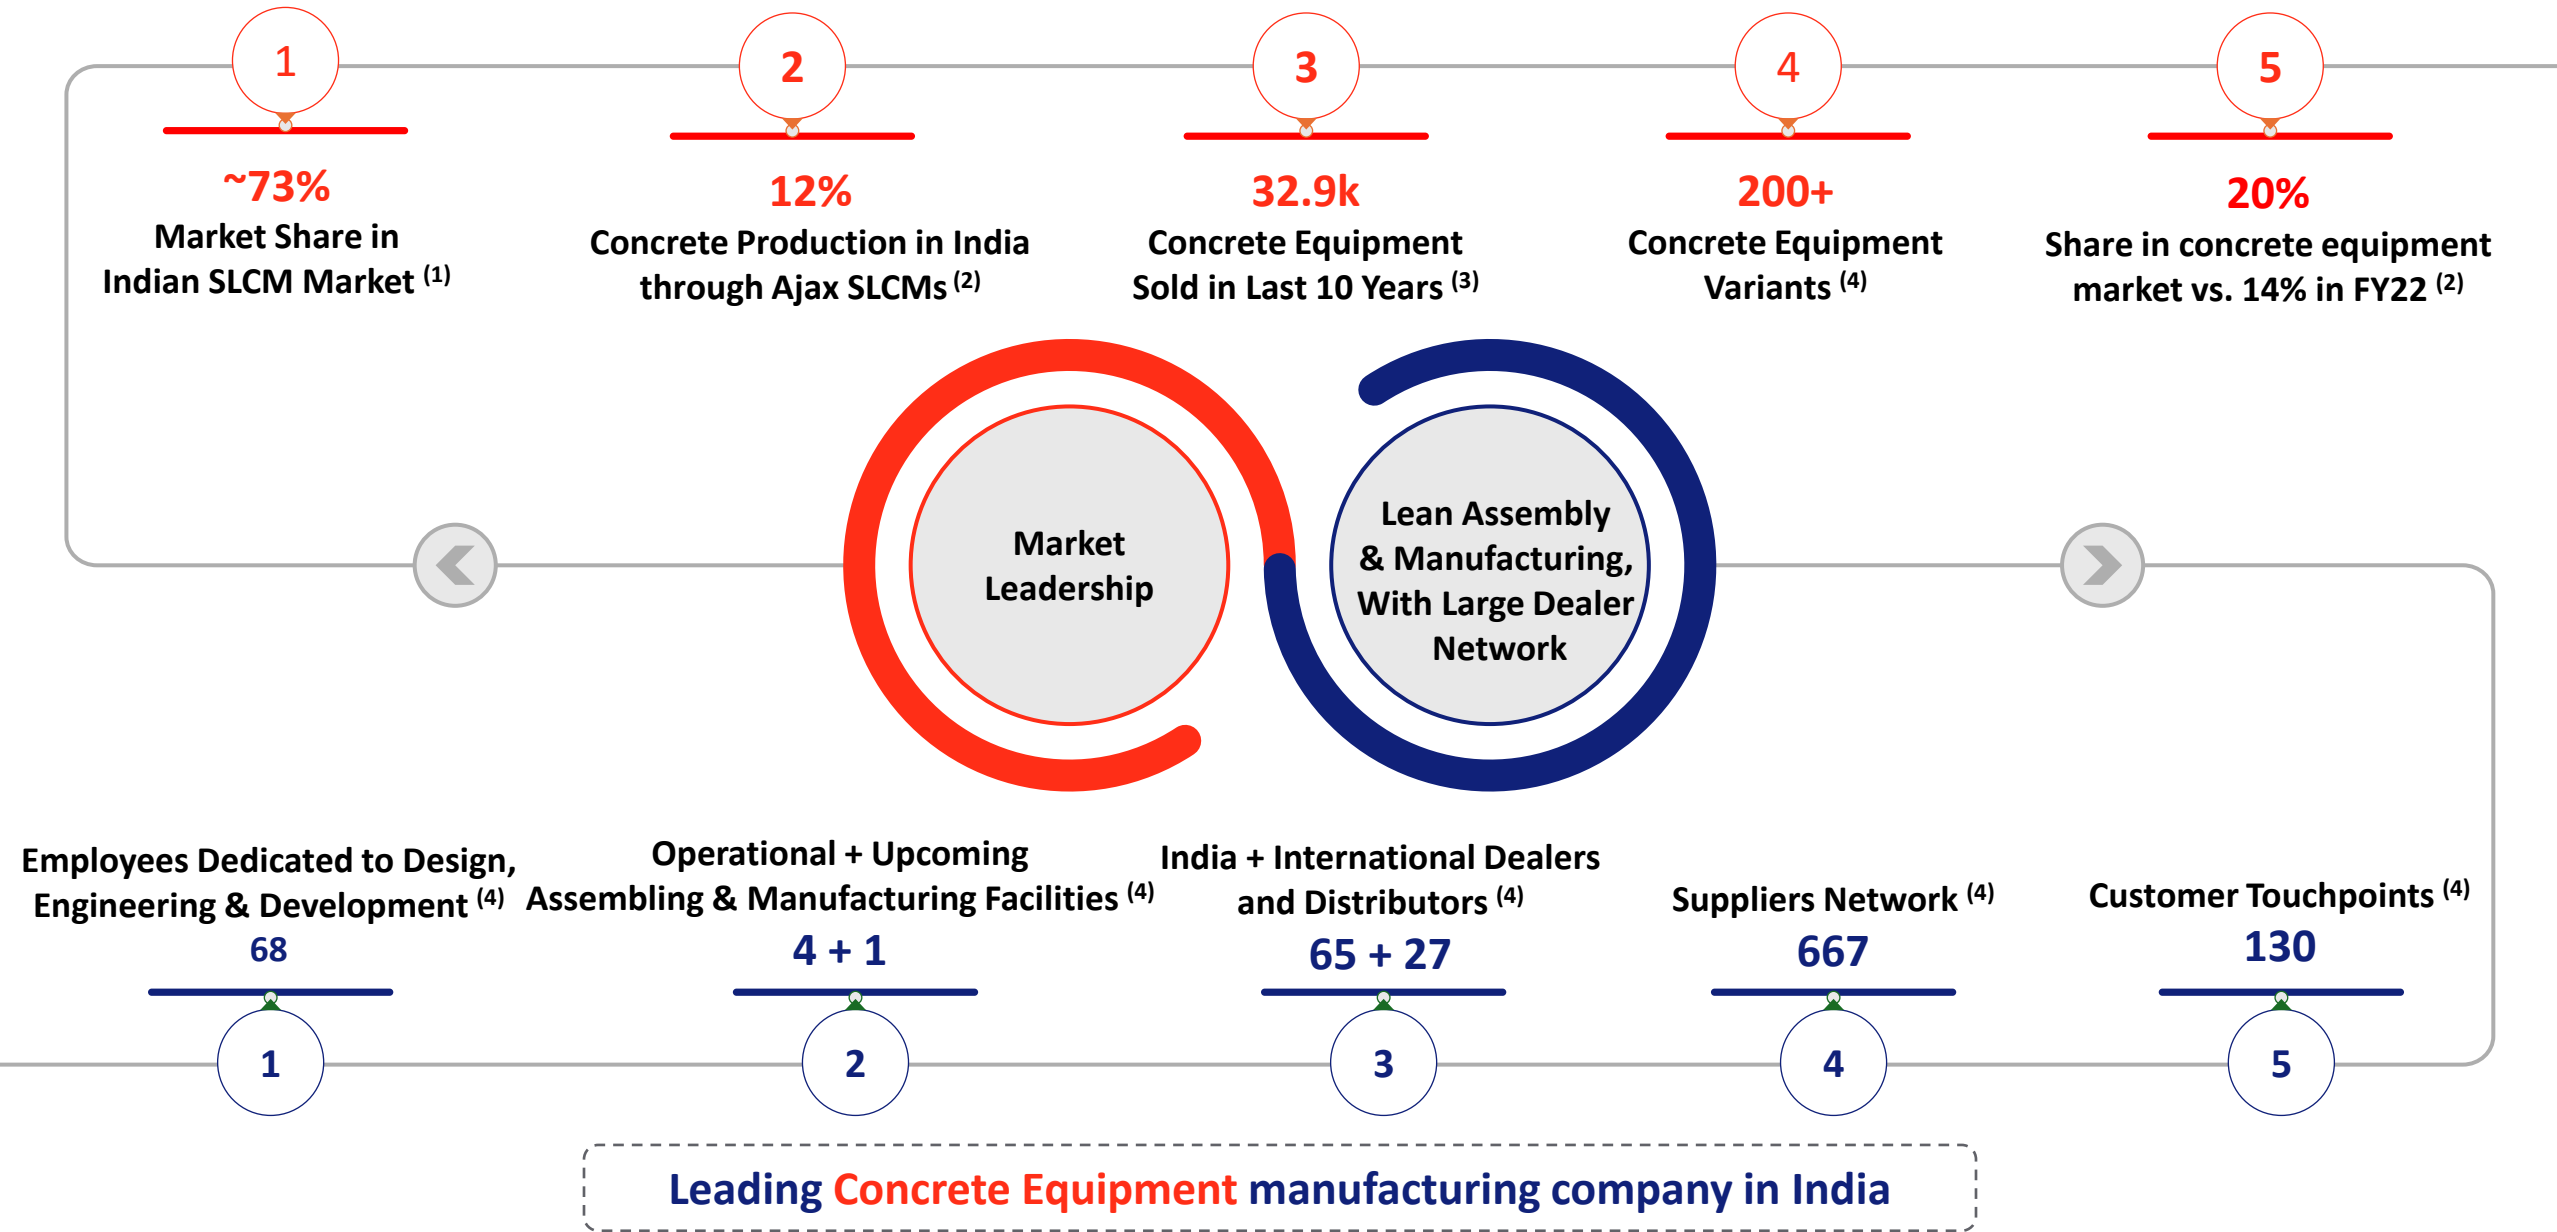 1
~73%
Market Share in
Indian SLCM Market (1)
2
12%
Concrete Production in India
through Ajax SLCMs (2)
3
32.9k
Concrete Equipment
Sold in Last 10 Years (3)
4
200+
Concrete Equipment
Variants (4)
5
20%
Share in concrete equipment
market vs. 14% in FY22 (2)
Market
Leadership
Lean Assembly
& Manufacturing,
With Large Dealer
Network
Employees Dedicated to Design,
Engineering & Development (4)
68
1
Operational + Upcoming
Assembling & Manufacturing Facilities (4)
4 + 1
2
India + International Dealers
and Distributors (4)
65 + 27
3
Suppliers Network (4)
667
4
Customer Touchpoints (4)
130
5
Leading Concrete Equipment manufacturing company in India